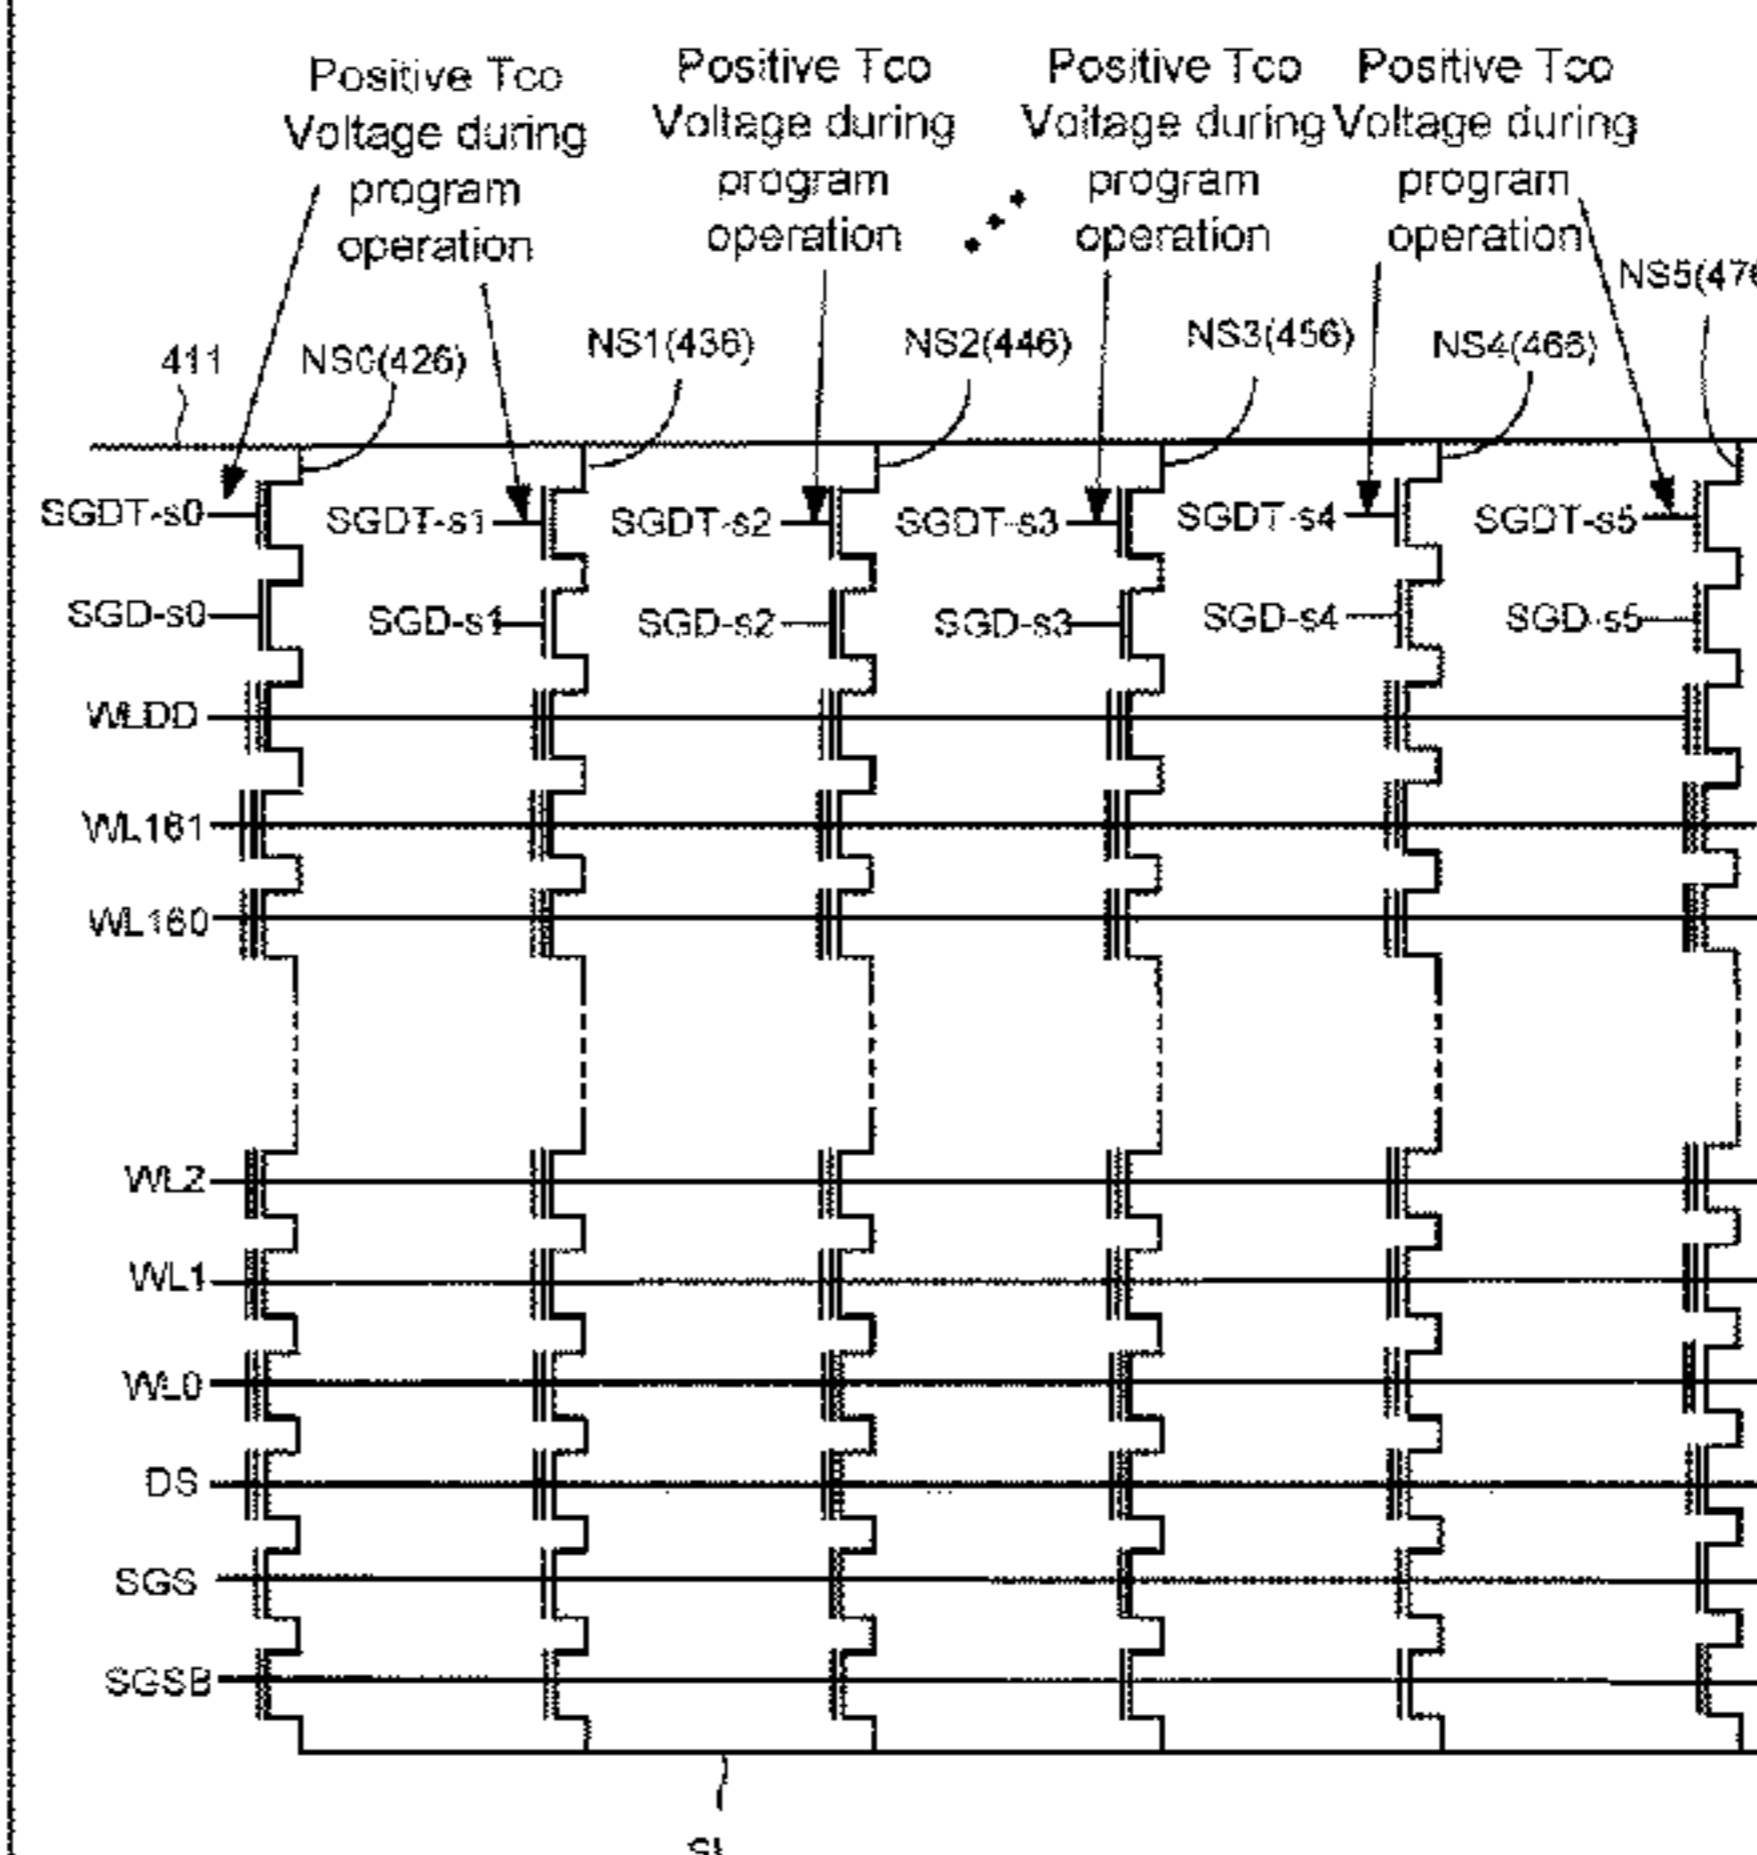 Positive Tco
Voltage during
program
operation
Positive Tco
Voltage during
program
operation
Positive Tco
Voltage during
program
operation
Positive Tco
Voltage during
program
operation
411
NS0(426)
NS1(436)
NS2(446)
NS3(456)
NS4(466)
NS5(476
SGDT-s0
SGDT-s1
SGDT-s2
SGDT-s3
SGDT-s4
SGDT-s5
SGD-s0
SGD-s1
SGD-s2
SGD-s3
SGD-s4
SGD-s5
WLDD
WL161
WL160
WL2
WL1
WL0
DS
SGS
SGSB
SL